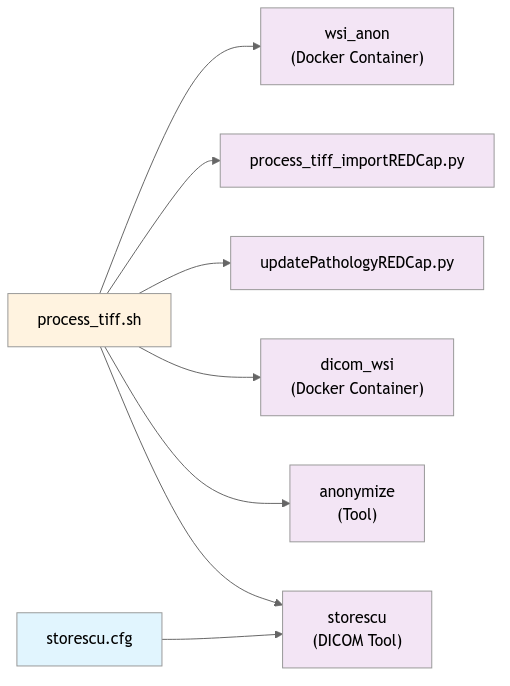 wsi_anon
(Docker Container)
process_tiff_importREDCap.py
updatePathologyREDCap.py
process_tiff.sh
dicom_wsi
(Docker Container)
anonymize
(Tool)
storescu
(DICOM Tool)
storescu.cfg